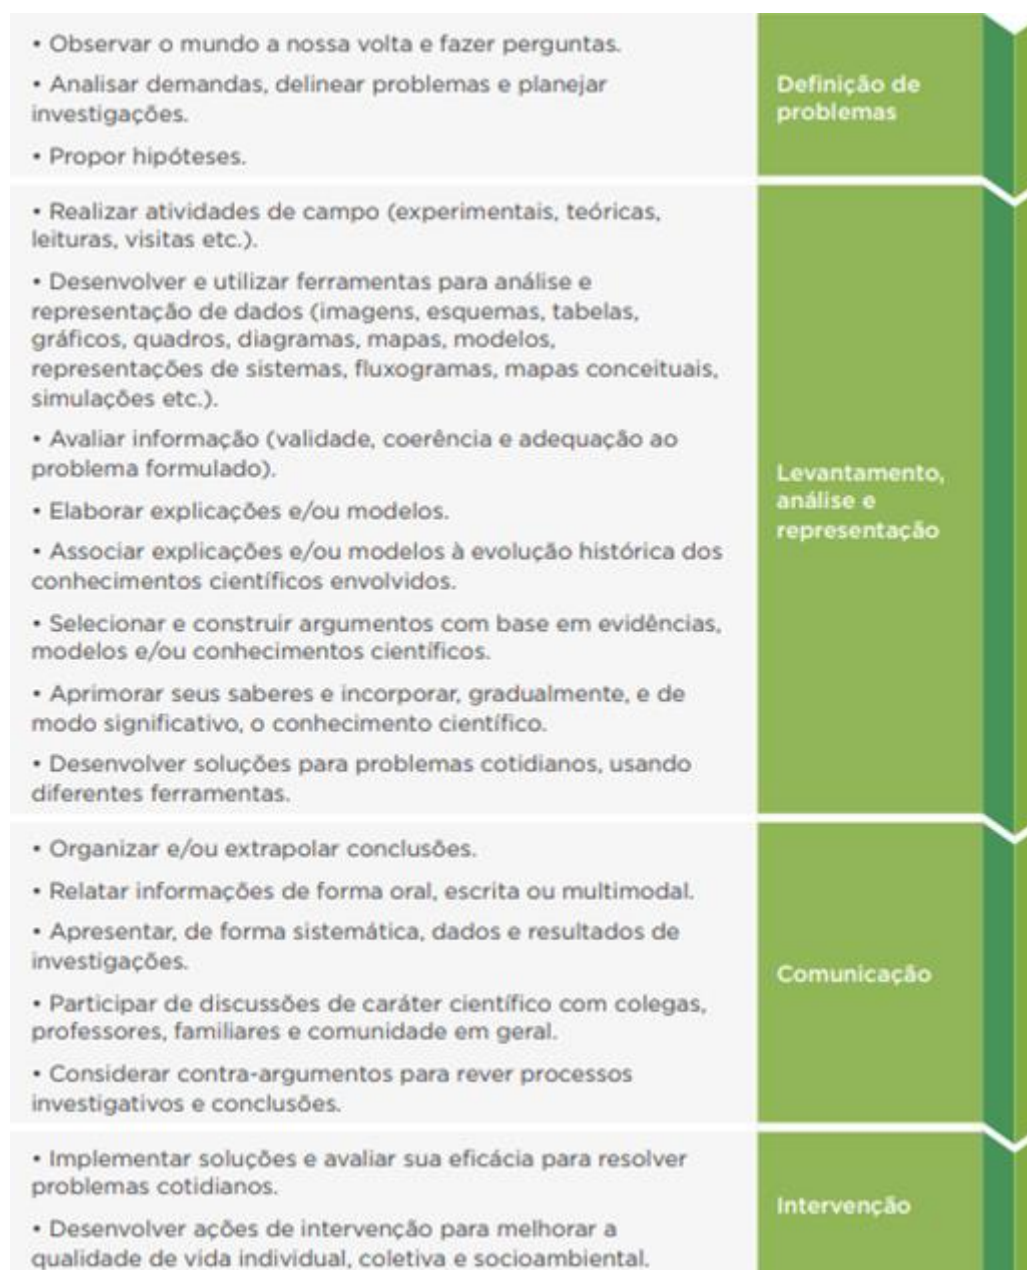 • Observar o mundo a nossa volta e fazer perguntas.
• Analisar demandas, delinear problemas e planejar
investigações.
• Propor hipóteses.
Definição de
problemas
• Realizar atividades de campo (experimentais, teóricas,
leituras, visitas etc.).
• Desenvolver e utilizar ferramentas para análise e
representação de dados (imagens, esquemas, tabelas,
gráficos, quadros, diagramas, mapas, modelos,
representações de sistemas, fluxogramas, mapas conceituais,
simulações etc.).
• Avaliar informação (validade, coerência e adequação ao
problema formulado).
• Elaborar explicações e/ou modelos.
• Associar explicações e/ou modelos à evolução histórica dos
conhecimentos científicos envolvidos.
• Selecionar e construir argumentos com base em evidências,
modelos e/ou conhecimentos científicos.
• Aprimorar seus saberes e incorporar, gradualmente, e de
modo significativo, o conhecimento científico.
• Desenvolver soluções para problemas cotidianos, usando
diferentes ferramentas.
Levantamento,
análise e
representação
• Organizar e/ou extrapolar conclusões.
• Relatar informações de forma oral, escrita ou multimodal.
• Apresentar, de forma sistemática, dados e resultados de
investigações.
• Participar de discussões de caráter científico com colegas,
professores, familiares e comunidade em geral.
• Considerar contra-argumentos para rever processos
investigativos e conclusões.
Comunicação
• Implementar soluções e avaliar sua eficácia para resolver
problemas cotidianos.
• Desenvolver ações de intervenção para melhorar a
qualidade de vida individual, coletiva e socioambiental.
Intervenção